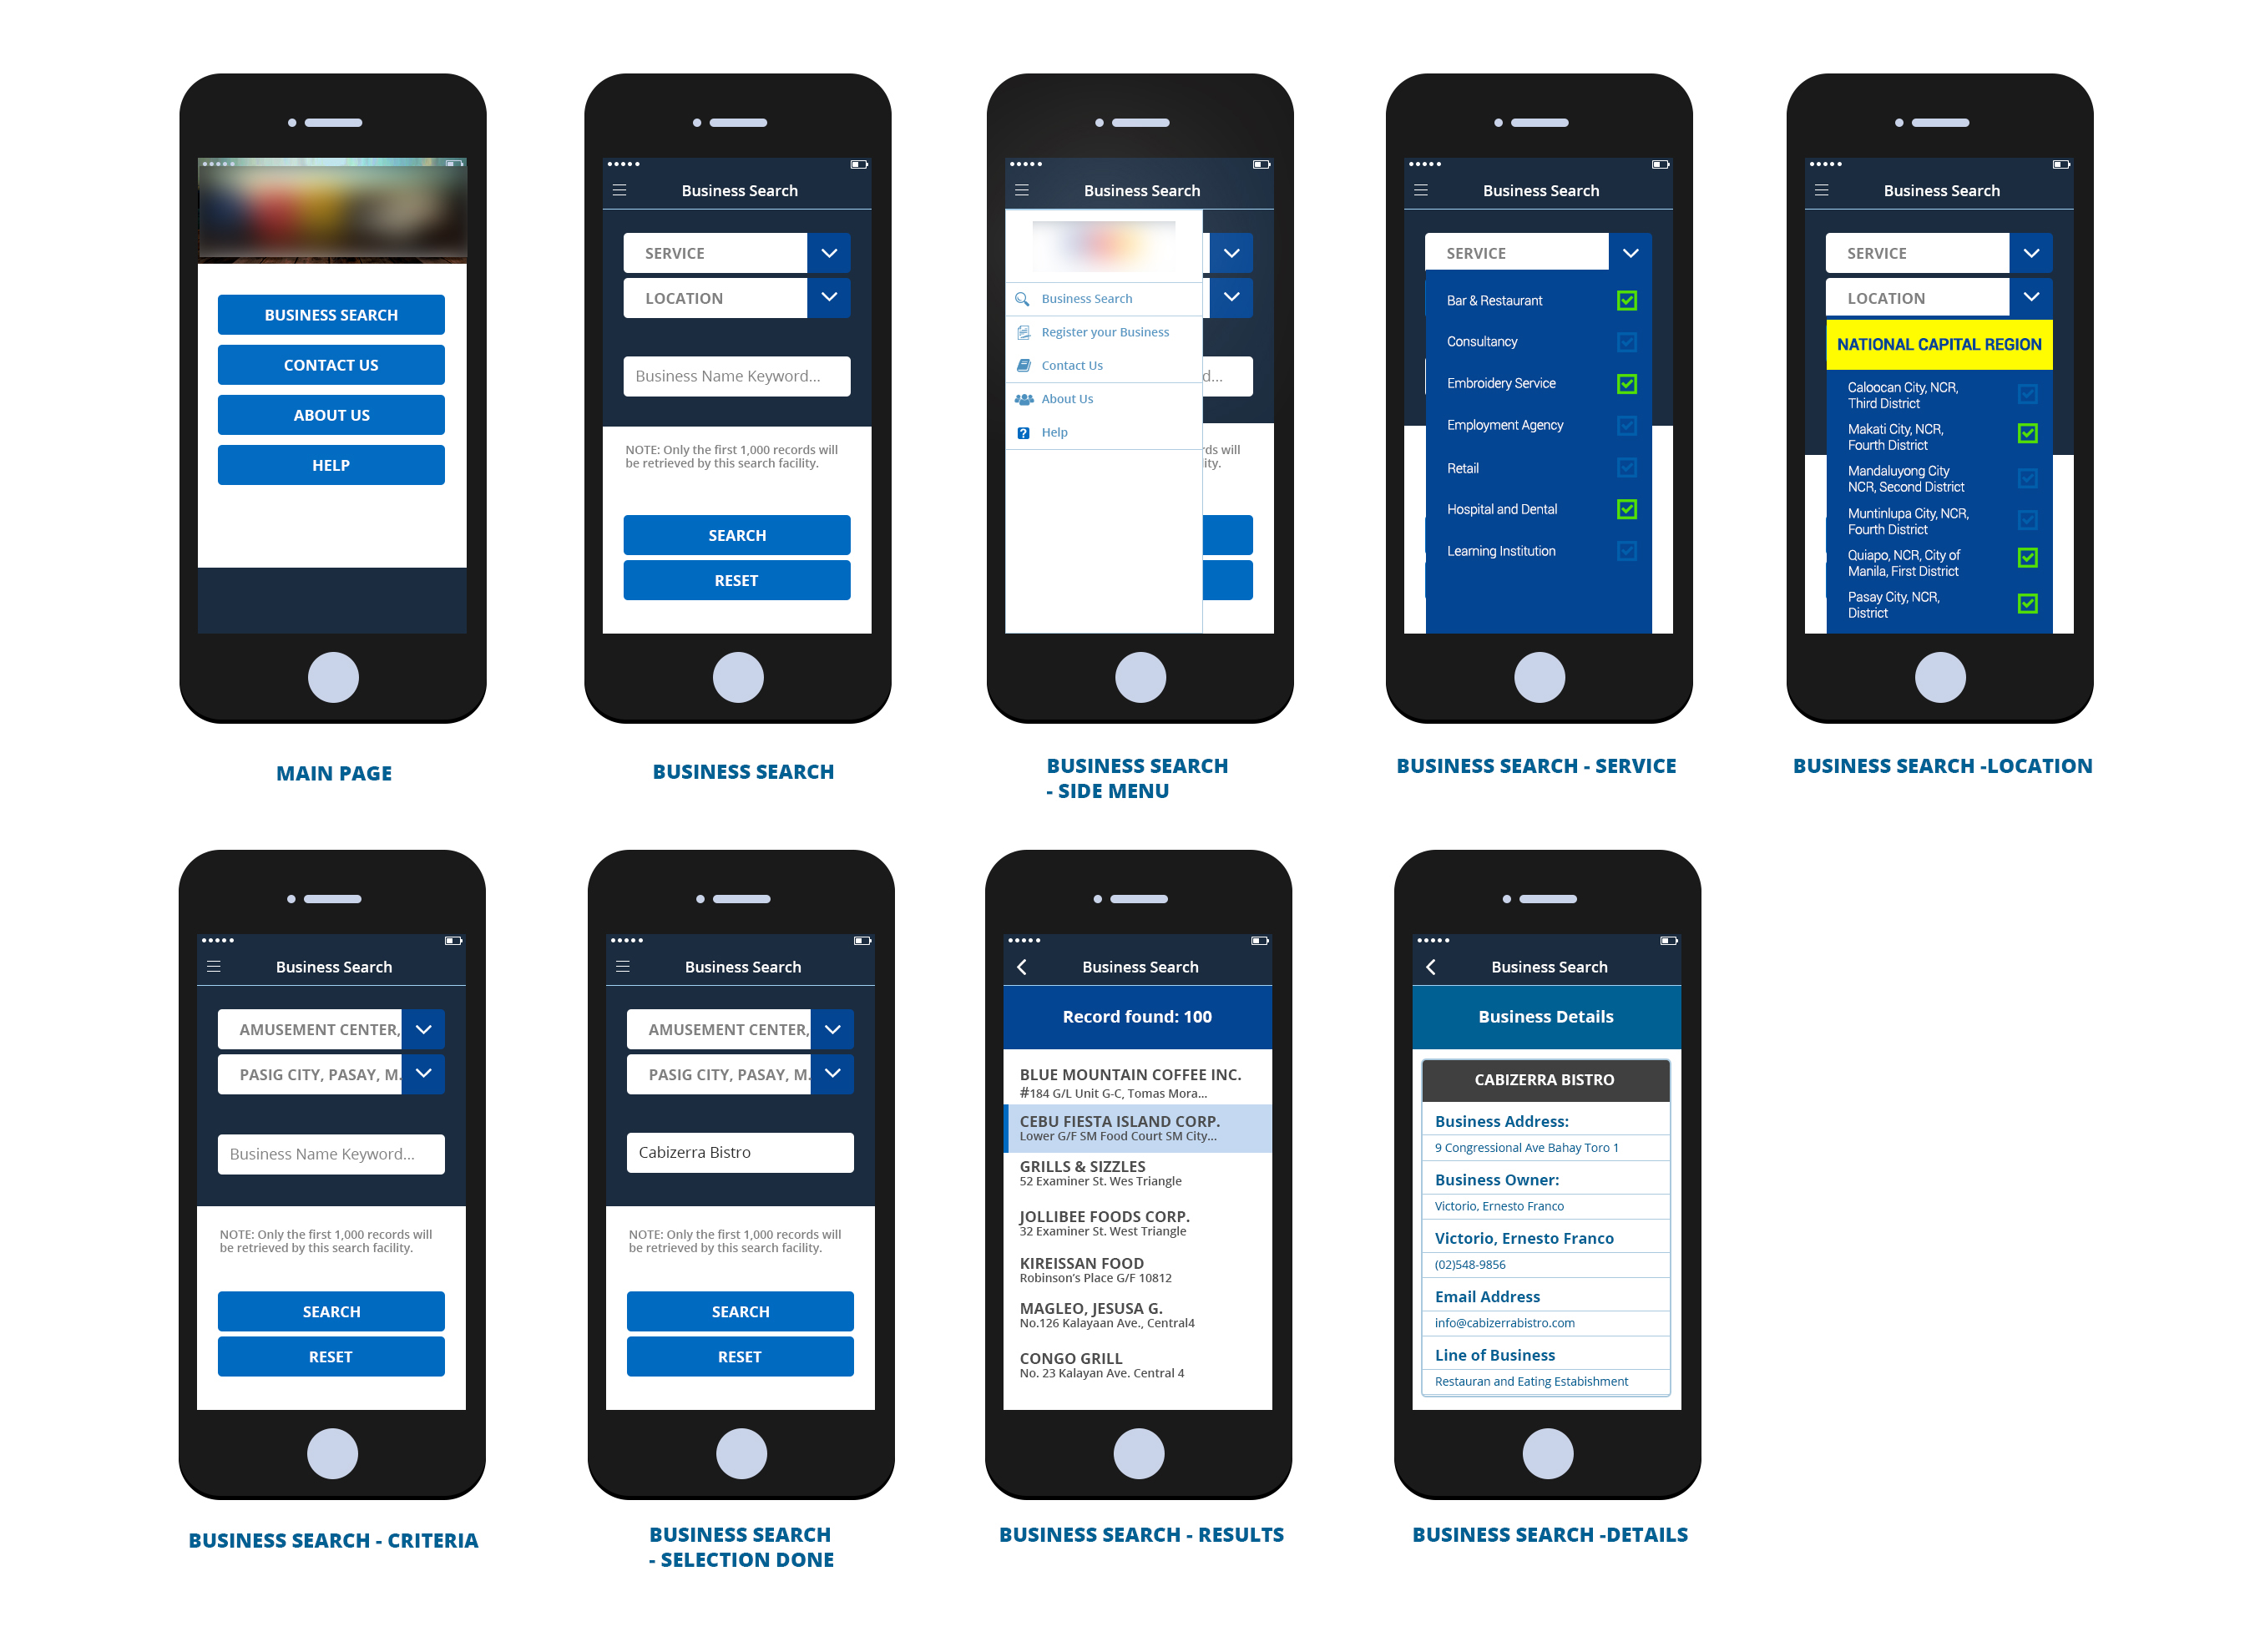 BUSINESS SEARCH
CONTACT US
ABOUT US
HELP
MAIN PAGE
Business Search
SERVICE
LOCATION
Business Name Keyword...
NOTE: Only the first 1,000 records will
be retrieved by this search facility.
SEARCH
RESET
BUSINESS SEARCH
Business Search
Business Search
Register your Business
Contact Us
About Us
Help
d...
ds will
ity.
BUSINESS SEARCH
- SIDE MENU
Business Search
SERVICE
Bar & Restaurant
Consultancy
Embroidery Service
Employment Agency
Retail
Hospital and Dental
Learning Institution
BUSINESS SEARCH - SERVICE
Business Search
SERVICE
LOCATION
NATIONAL CAPITAL REGION
Caloocan City, NCR,
Third District
Makati City, NCR,
Fourth District
Mandaluyong City
NCR, Second District
Muntinlupa City, NCR,
Fourth District
Quiapo, NCR, City of
Manila, First District
Pasay City, NCR,
District
BUSINESS SEARCH -LOCATION
Business Search
AMUSEMENT CENTER,
PASIG CITY, PASAY, M.
Business Name Keyword...
NOTE: Only the first 1,000 records will
be retrieved by this search facility.
SEARCH
RESET
BUSINESS SEARCH - CRITERIA
Business Search
AMUSEMENT CENTER,
PASIG CITY, PASAY, M.
Cabizerra Bistro
NOTE: Only the first 1,000 records will
be retrieved by this search facility.
SEARCH
RESET
BUSINESS SEARCH
- SELECTION DONE
Business Search
Record found: 100
BLUE MOUNTAIN COFFEE INC.
#184 G/L Unit G-C, Tomas Mora...
CEBU FIESTA ISLAND CORP.
Lower G/F SM Food Court SM City...
GRILLS & SIZZLES
52 Examiner St. Wes Triangle
JOLLIBEE FOODS CORP.
32 Examiner St. West Triangle
KIREISSAN FOOD
Robinson's Place G/F 10812
MAGLEO, JESUSA G.
No.126 Kalayaan Ave., Central4
CONGO GRILL
No. 23 Kalayan Ave. Central 4
BUSINESS SEARCH - RESULTS
Business Search
Business Details
CABIZERRA BISTRO
Business Address:
9 Congressional Ave Bahay Toro 1
Business Owner:
Victorio, Ernesto Franco
Victorio, Ernesto Franco
(02)548-9856
Email Address
info@cabizerrabistro.com
Line of Business
Restauran and Eating Estabishment
BUSINESS SEARCH -DETAILS